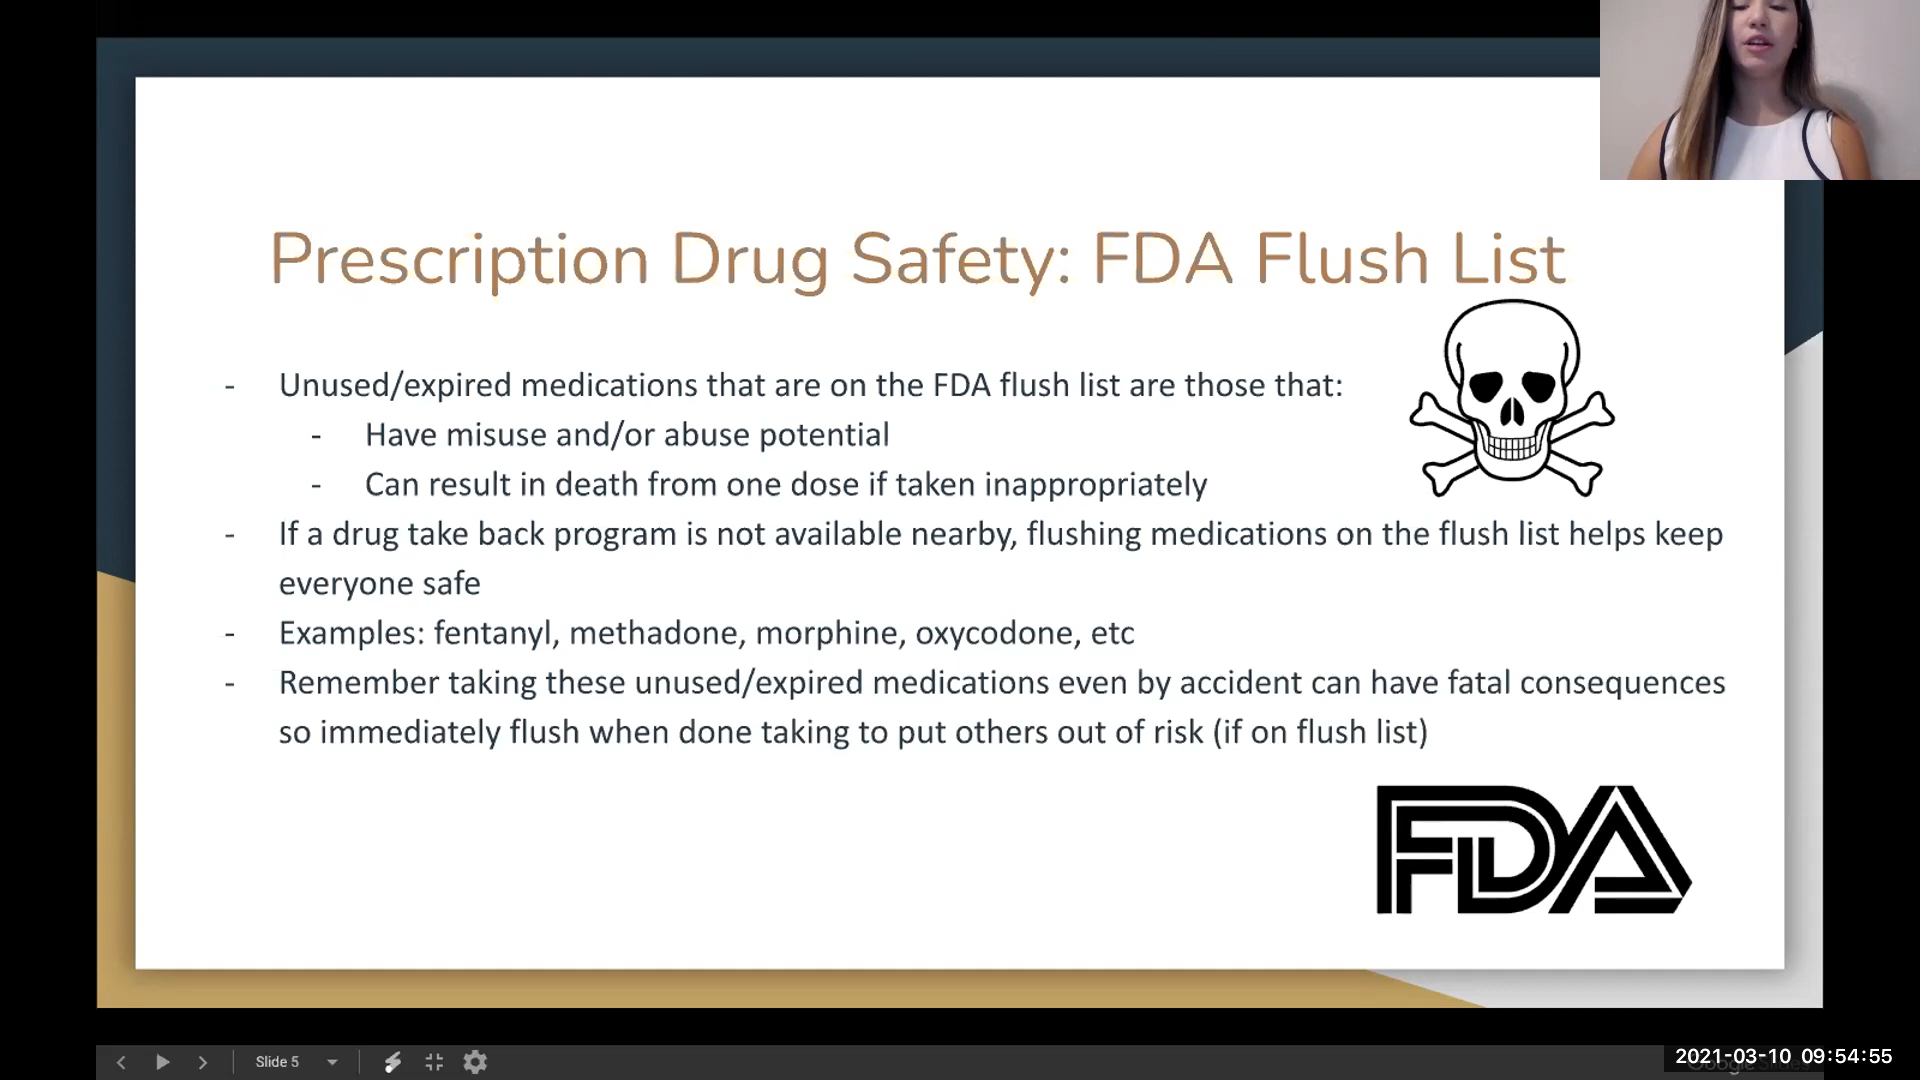 Prescription Drug Safety: FDA Flush List
- Unused/expired medications that are on the FDA flush list are those that:
- Have misuse and/or abuse potential
- Can result in death from one dose if taken inappropriately
- If a drug take back program is not available nearby, flushing medications on the flush list helps keep
everyone safe
- Examples: fentanyl, methadone, morphine, oxycodone, etc
- Remember taking these unused/expired medications even by accident can have fatal consequences
so immediately flush when done taking to put others out of risk (if on flush list)
FDA
Slide 5
2021-03-10 09:54:55